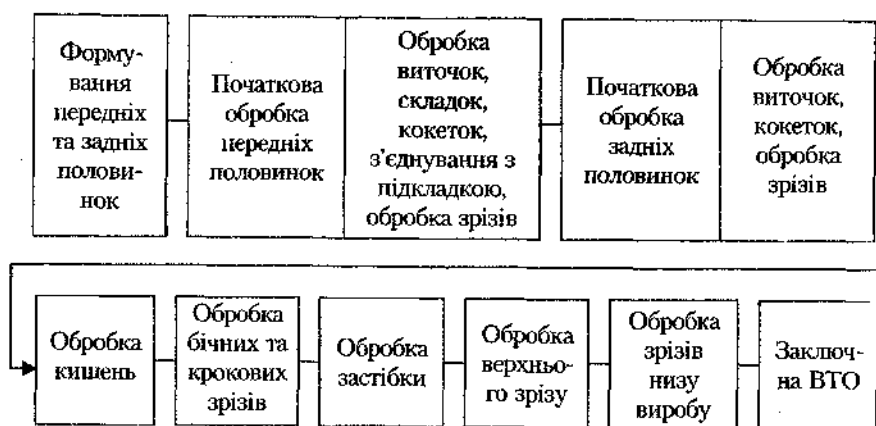 Форму-
вання
передніх
та задніх
полови-
нок
Початкова
обробка
передніх
половинок
Обробка
виточок,
складок,
кокеток,
з’єднування з
підкладкою,
обробка зрізів
Початкова
обробка
задніх
половинок
Обробка
виточок,
кокеток,
обробка
зрізів
Обробка
кишень
Обробка
бічних та
крокових
зрізів
Обробка
застібки
Обробка
верхньо-
го зрізу
Обробка
зрізів
низу
виробу
Заключ-
на ВТО